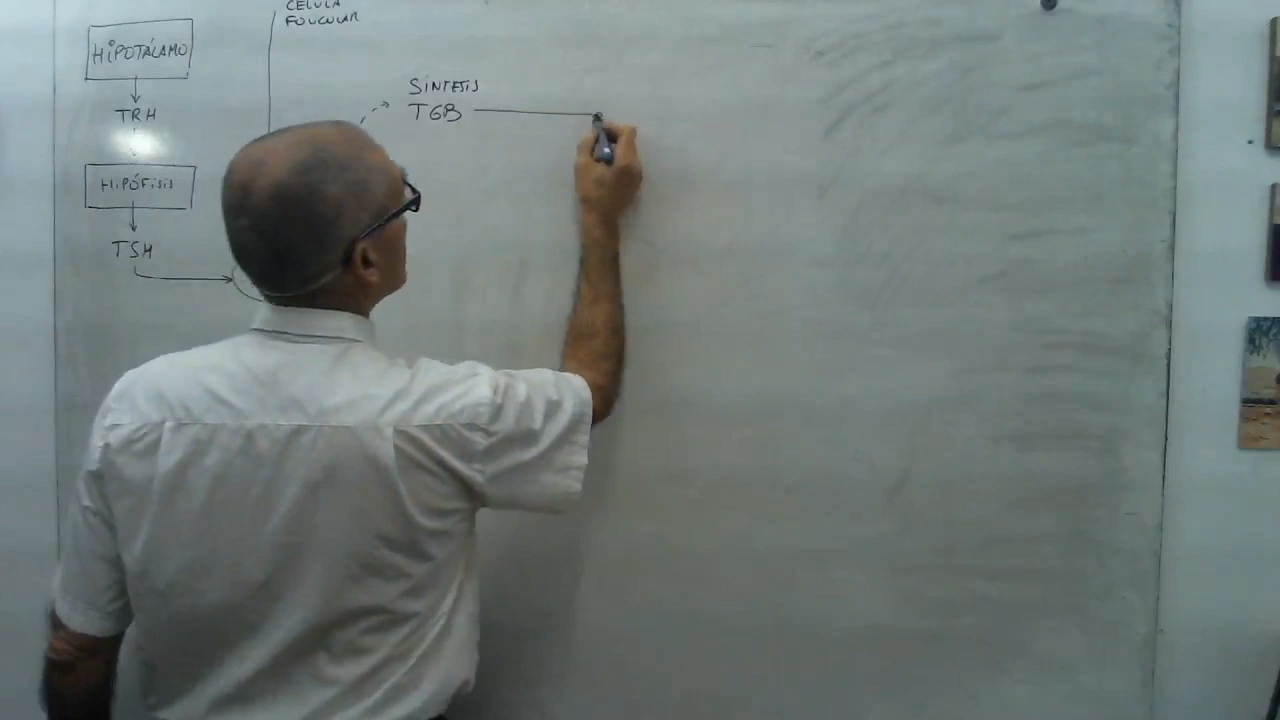 CÉLULA
FOLICULAR
HIPOTÁLAMO
SÍNTESIS
TGB
TRH
HIPÓFISIS
TSH